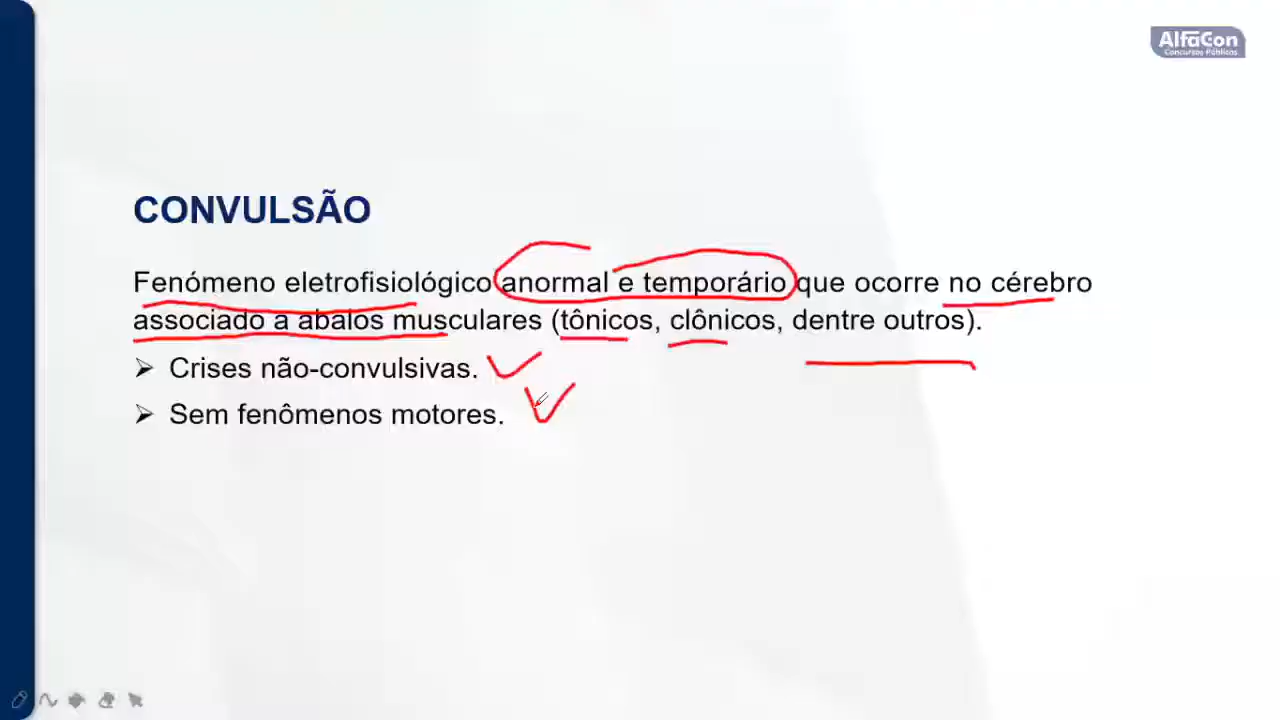 AlfaCon
Concursos Públicos
CONVULSÃO
Fenómeno eletrofisiológico anormal e temporário que ocorre no cérebro
associado a abalos musculares (tônicos, clônicos, dentre outros).
➢ Crises não-convulsivas.
➢ Sem fenômenos motores.